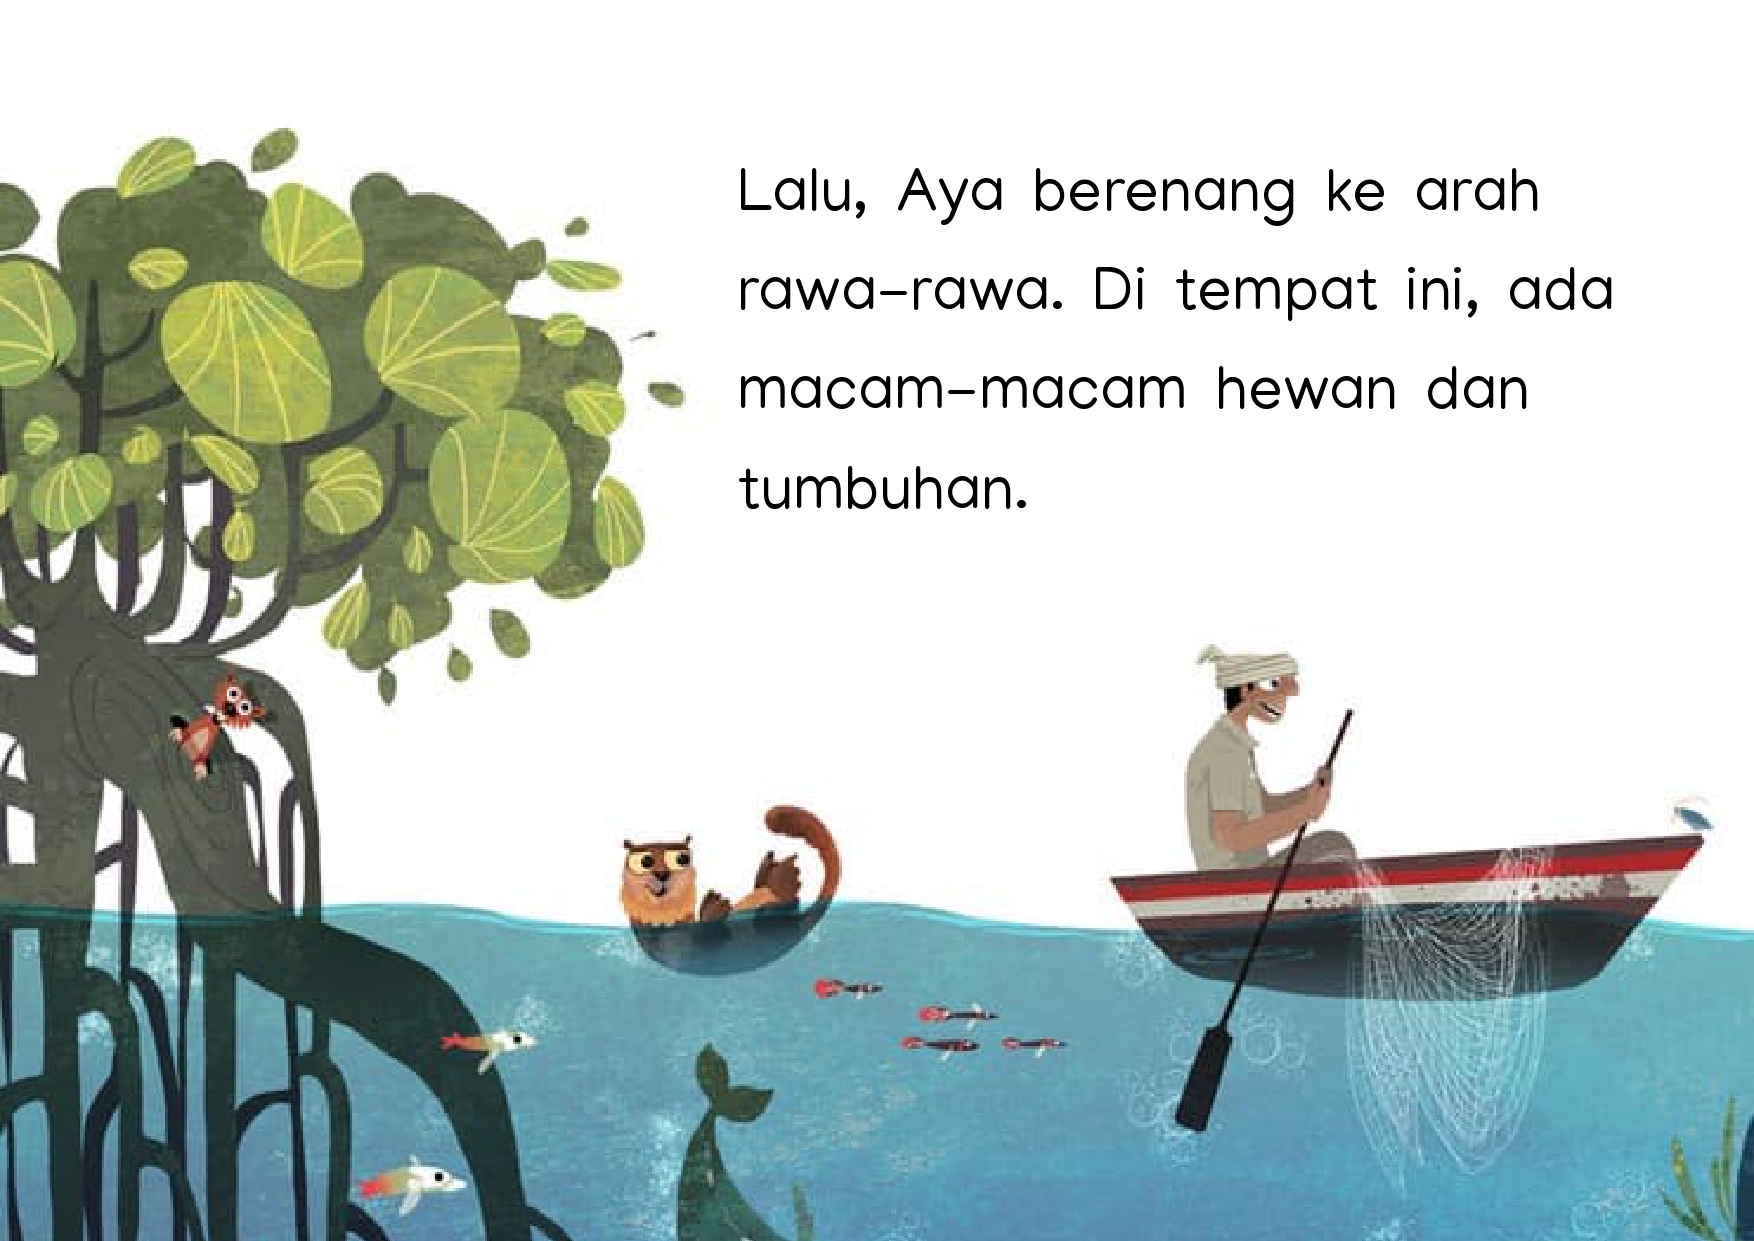 Lalu, Aya berenang ke arah
rawa-rawa. Di tempat ini, ada
macam-macam hewan dan
tumbuhan.